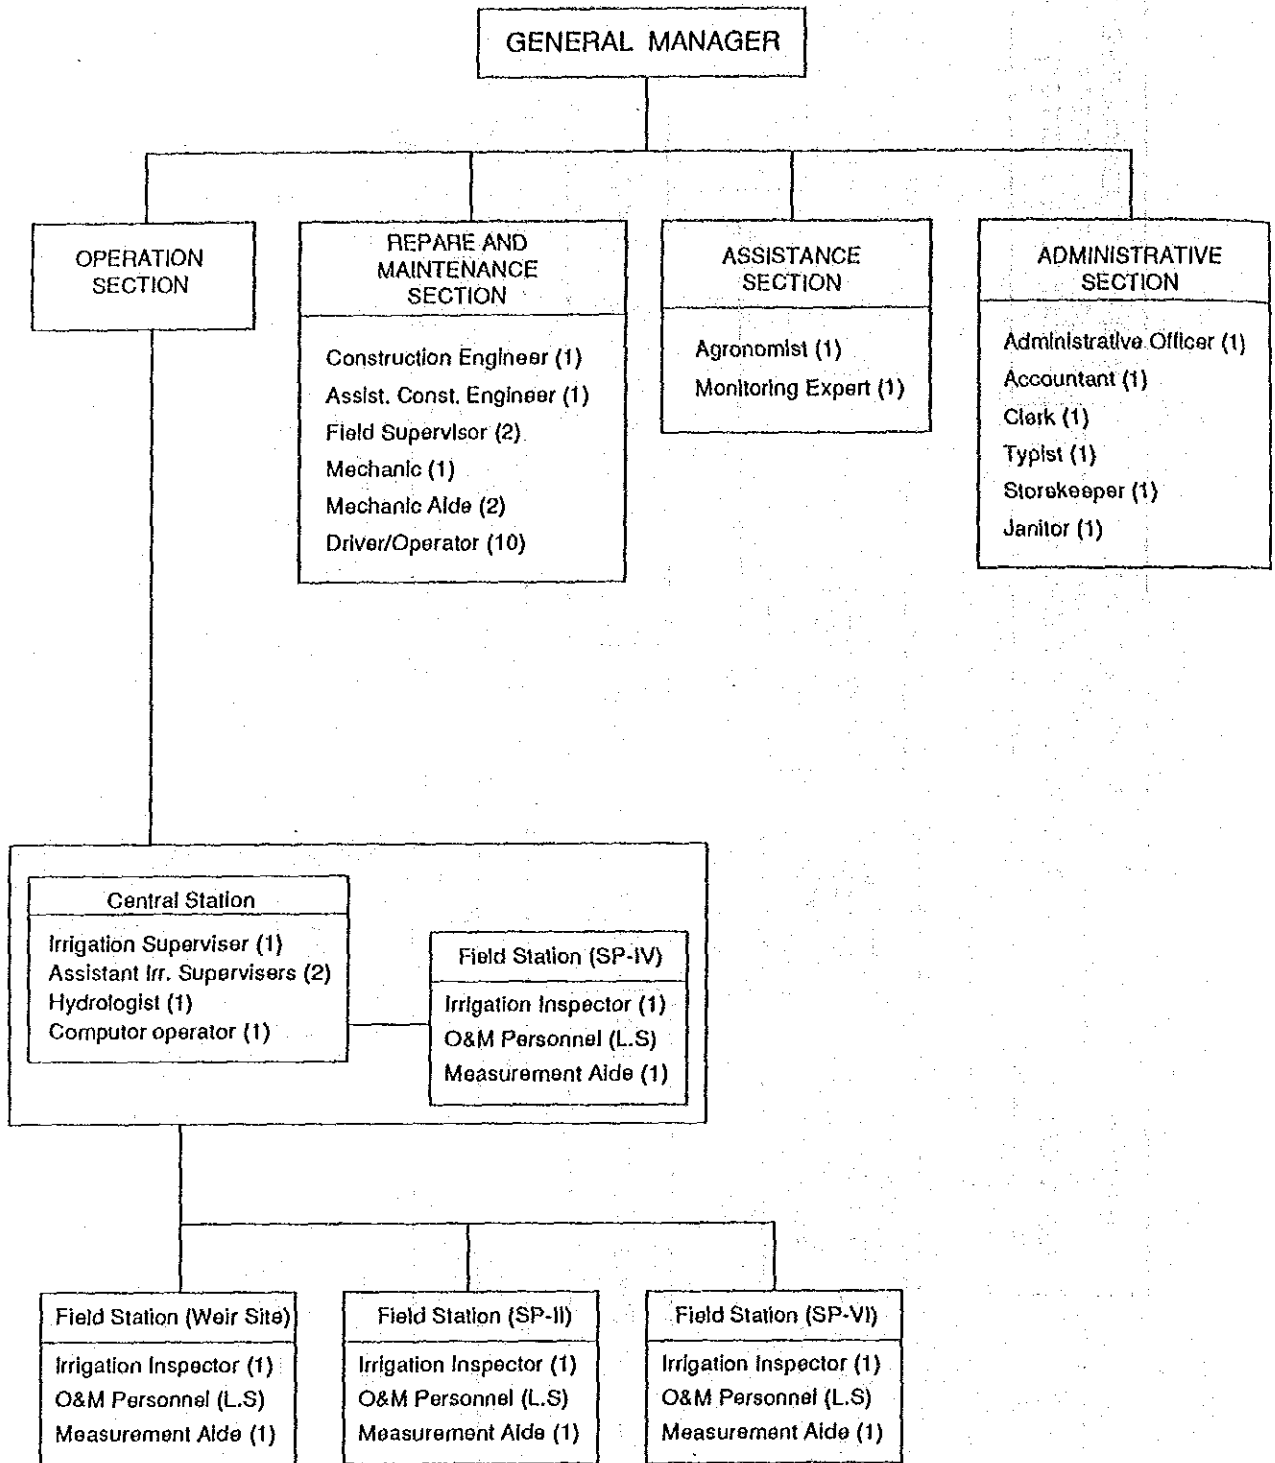 GENERAL MANAGER
OPERATION
SECTION
REPARE AND
MAINTENANCE
SECTION
Construction Engineer (1)
Assist. Const. Engineer (1)
Field Supervisor (2)
Mechanic (1)
Mechanic Aide (2)
Driver/Operator (10)
ASSISTANCE
SECTION
Agronomist (1)
Monitoring Expert (1)
ADMINISTRATIVE
SECTION
Administrative Officer (1)
Accountant (1)
Clerk (1)
Typist (1)
Storekeeper (1)
Janitor (1)
Central Station
Irrigation Superviser (1)
Assistant Irr. Supervisers (2)
Hydrologist (1)
Computor operator (1)
Field Station (SP-IV)
Irrigation Inspector (1)
O&M Personnel (L.S)
Measurement Aide (1)
Field Station (Weir Site)
Irrigation Inspector (1)
O&M Personnel (L.S)
Measurement Aide (1)
Field Station (SP-II)
Irrigation Inspector (1)
O&M Personnel (L.S)
Measurement Aide (1)
Field Station (SP-VI)
Irrigation Inspector (1)
O&M Personnel (L.S)
Measurement Aide (1)